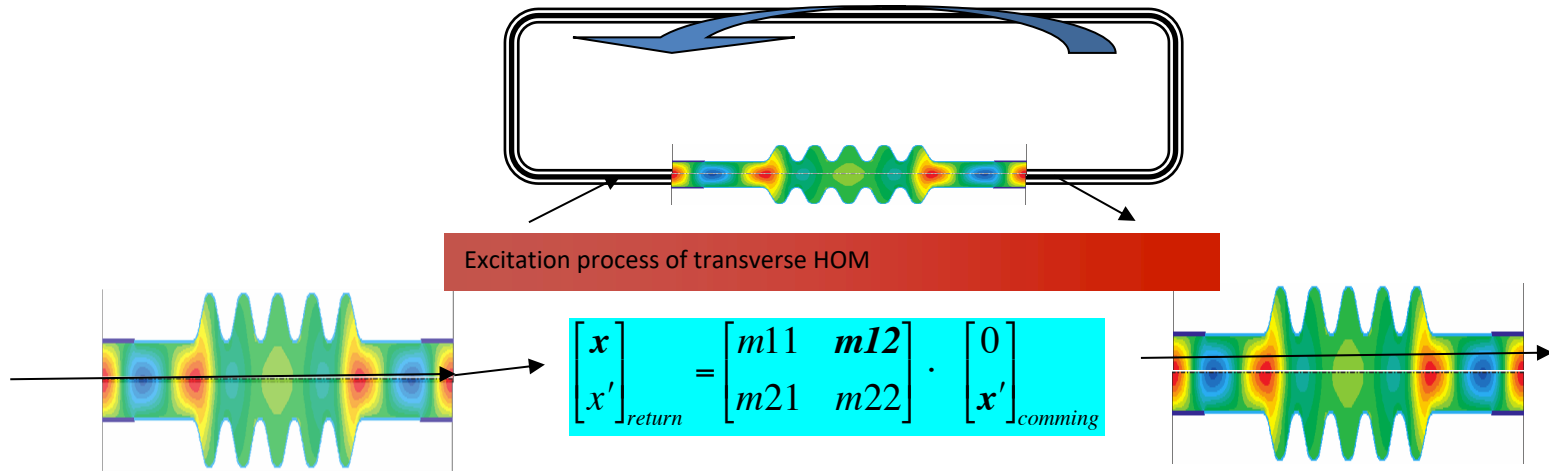 Excitation process of transverse HOM
[x x′]return = [m11 m12 m21 m22] · [0 x′]comming